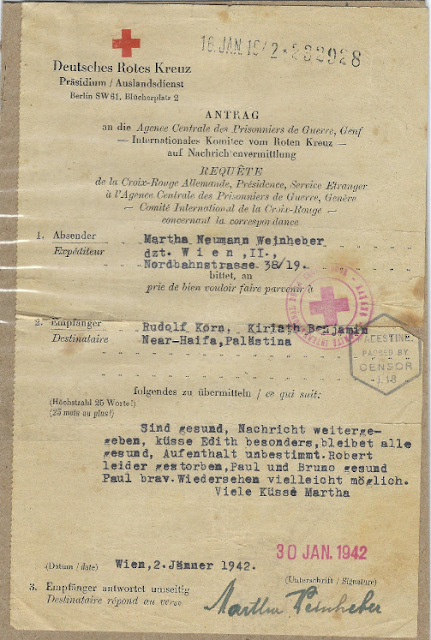 Deutsches Rotes Kreuz
Präsidium / Auslandsdienst
Berlin SW 61, Blücherplatz 2
16. JAN. 1942 * 282928
ANTRAG
an die Agence Centrale des Prisonniers de Guerre, Genf
— Internationales Komitee vom Roten Kreuz —
auf Nachrichtenvermittlung
REQUÊTE
de la Croix-Rouge Allemande, Présidence, Service Etranger
à l'Agence Centrale des Prisonniers de Guerre, Genève
— Comité International de la Croix-Rouge —
concernant la correspondance
1. Absender Martha Neumann Weinheber
Expéditeur dzt. Wien, II.,
Nordbahnstrasse 38/19.
bittet, an
prie de bien vouloir faire parvenir à
2. Empfänger Rudolf Korn, Kiriath Benjamin
Destinataire Near-Haifa, Palästina
PALESTINE
PASSED BY
CENSOR
I.18
folgendes zu übermitteln / ce qui suit:
(Höchstzahl 25 Worte!)
(25 mots au plus!)
Sind gesund, Nachricht weiterge-
geben, küsse Edith besonders,bleibet alle
gesund, Aufenthalt unbestimmt.Robert
leider gestorben,Paul und Bruno gesund
Paul brav.Wiedersehen vielleicht möglich.
Viele Küsse Martha
30 JAN. 1942
(Datum / date) Wien,2.Jänner 1942.
(Unterschrift / Signature)
3. Empfänger antwortet umseitig
Destinataire répond au verso
Martha Weinheber